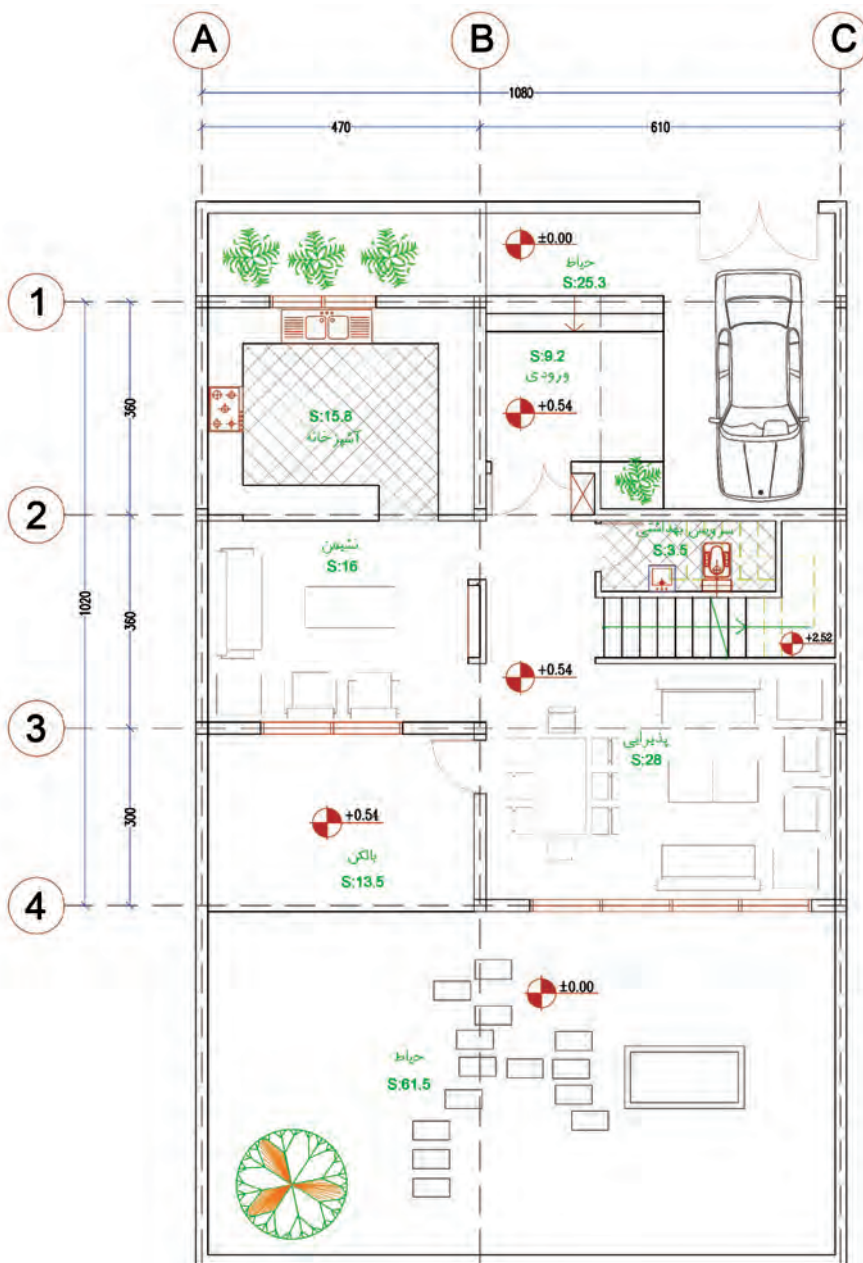 A
B
C
1080
470
610
±0.00
حیاط
S:25.3
1
S:9.2
ورودی
+0.54
360
S:15.8
آشپزخانه
2
سرویس بهداشتی
S:3.5
نشیمن
S:16
1020
360
+2.52
+0.54
3
پذیرایی
S:28
300
+0.54
بالکن
S:13.5
4
±0.00
حیاط
S:61.5